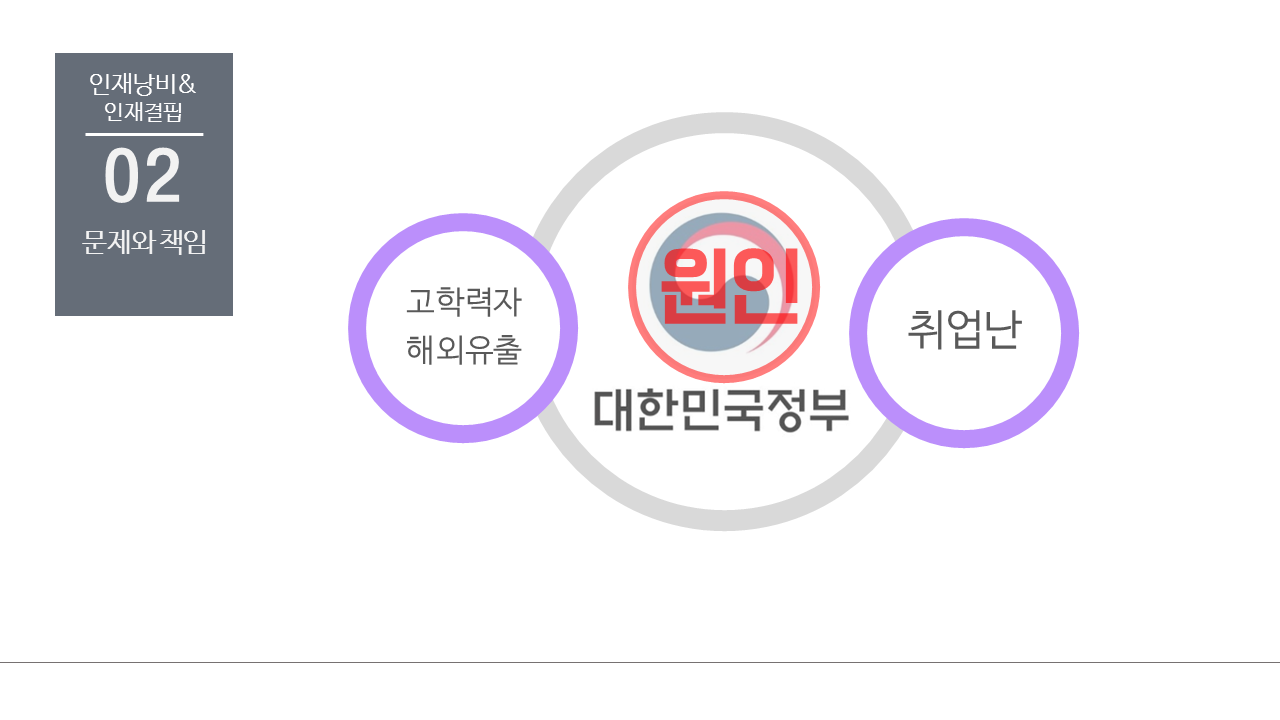 인재낭비&
인재결핍
02
문제와 책임
고학력자
해외유출
원인
대한민국정부
취업난